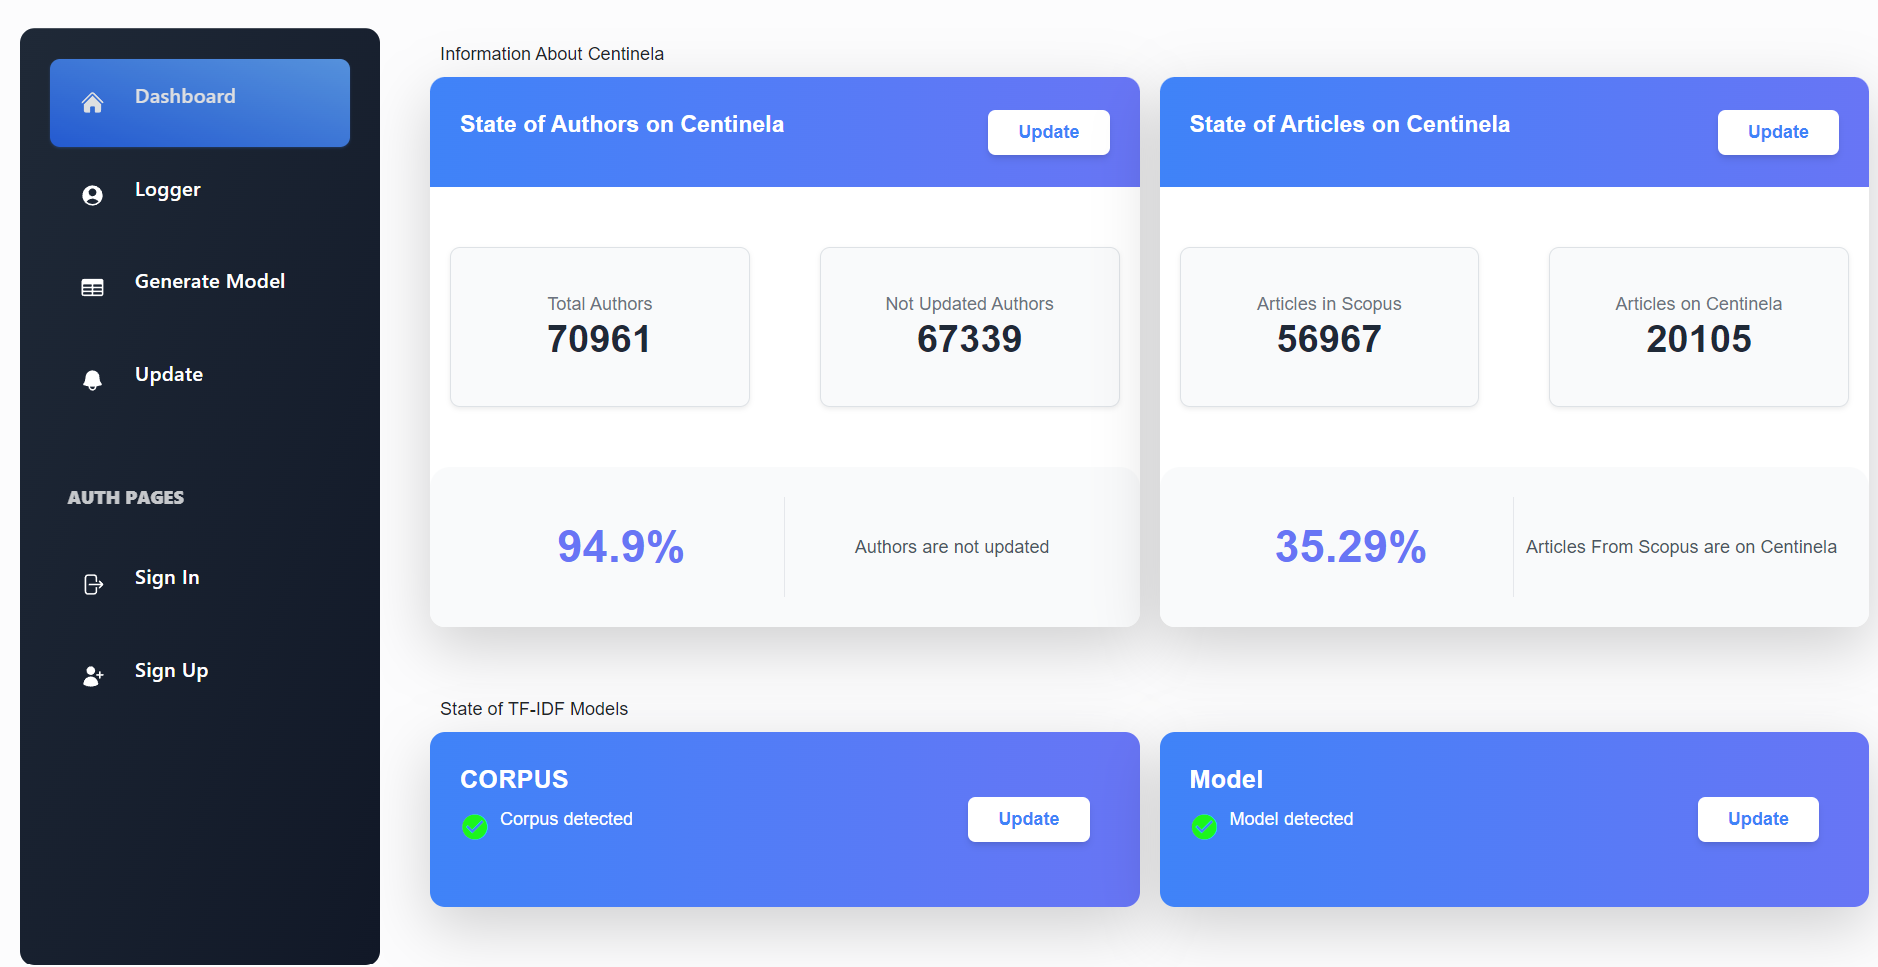 Dashboard
Logger
Generate Model
Update
AUTH PAGES
Sign In
Sign Up
Information About Centinela
State of Authors on Centinela
Update
Total Authors
70961
Not Updated Authors
67339
94.9%
Authors are not updated
State of Articles on Centinela
Update
Articles in Scopus
56967
Articles on Centinela
20105
35.29%
Articles From Scopus are on Centinela
State of TF-IDF Models
CORPUS
Corpus detected
Update
Model
Model detected
Update